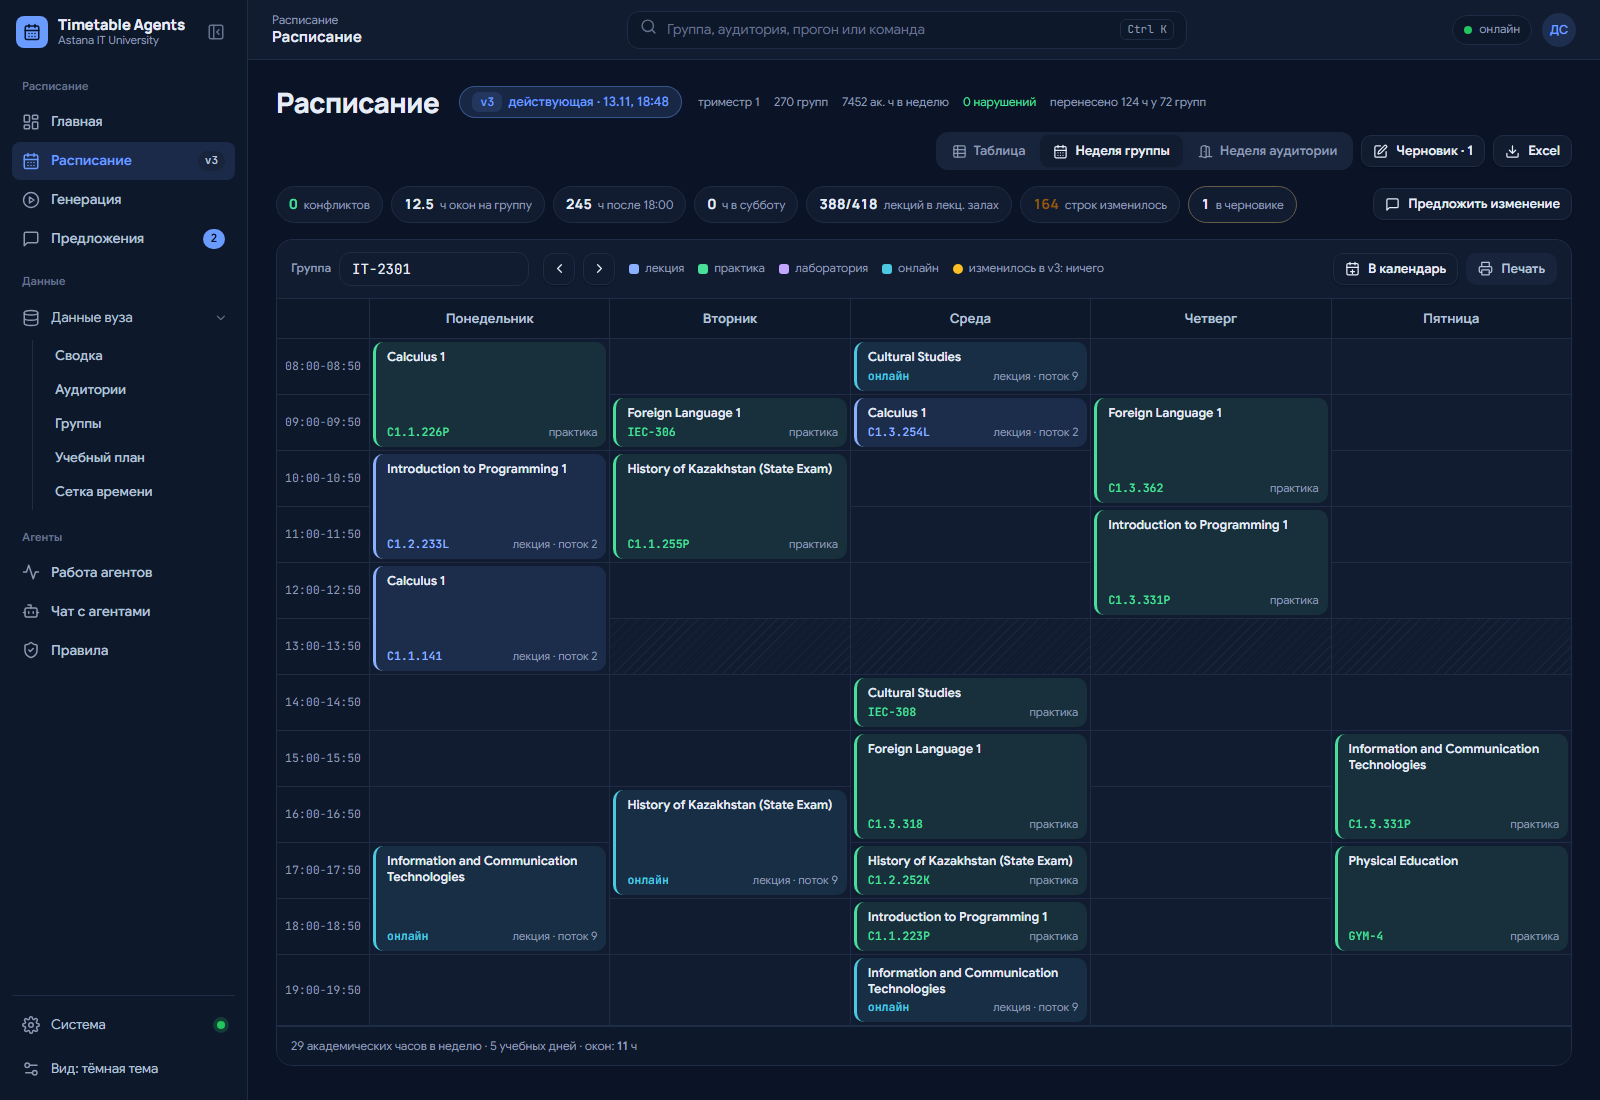 Timetable Agents
Astana IT University
Расписание
Главная
Расписание v3
Генерация
Предложения 2
Данные
Данные вуза
Сводка
Аудитории
Группы
Учебный план
Сетка времени
Агенты
Работа агентов
Чат с агентами
Правила
Система
Вид: тёмная тема
Расписание
Расписание
Группа, аудитория, прогон или команда Ctrl K
онлайн ДС
Расписание v3 действующая · 13.11, 18:48 триместр 1 270 групп 7452 ак. ч в неделю 0 нарушений перенесено 124 ч у 72 групп
Таблица Неделя группы Неделя аудитории Черновик · 1 Excel
0 конфликтов 12.5 ч окон на группу 245 ч после 18:00 0 ч в субботу 388/418 лекций в лекц. залах 164 строк изменилось 1 в черновике Предложить изменение
Группа IT-2301 лекция практика лаборатория онлайн изменилось в v3: ничего В календарь Печать
Понедельник Вторник Среда Четверг Пятница
08:00-08:50
Calculus 1
C1.1.226P практика
Cultural Studies
онлайн лекция · поток 9
09:00-09:50
Foreign Language 1
IEC-306 практика
Calculus 1
C1.3.254L лекция · поток 2
Foreign Language 1
C1.3.362 практика
10:00-10:50
Introduction to Programming 1
C1.2.233L лекция · поток 2
History of Kazakhstan (State Exam)
C1.1.255P практика
11:00-11:50
Introduction to Programming 1
C1.3.331P практика
12:00-12:50
Calculus 1
C1.1.141 лекция · поток 2
13:00-13:50
14:00-14:50
Cultural Studies
IEC-308 практика
15:00-15:50
Foreign Language 1
C1.3.318 практика
Information and Communication
Technologies
C1.3.331P практика
16:00-16:50
History of Kazakhstan (State Exam)
онлайн лекция · поток 9
17:00-17:50
Information and Communication
Technologies
онлайн лекция · поток 9
History of Kazakhstan (State Exam)
C1.2.252K практика
Physical Education
GYM-4 практика
18:00-18:50
Introduction to Programming 1
C1.1.223P практика
19:00-19:50
Information and Communication
Technologies
онлайн лекция · поток 9
29 академических часов в неделю · 5 учебных дней · окон: 11 ч